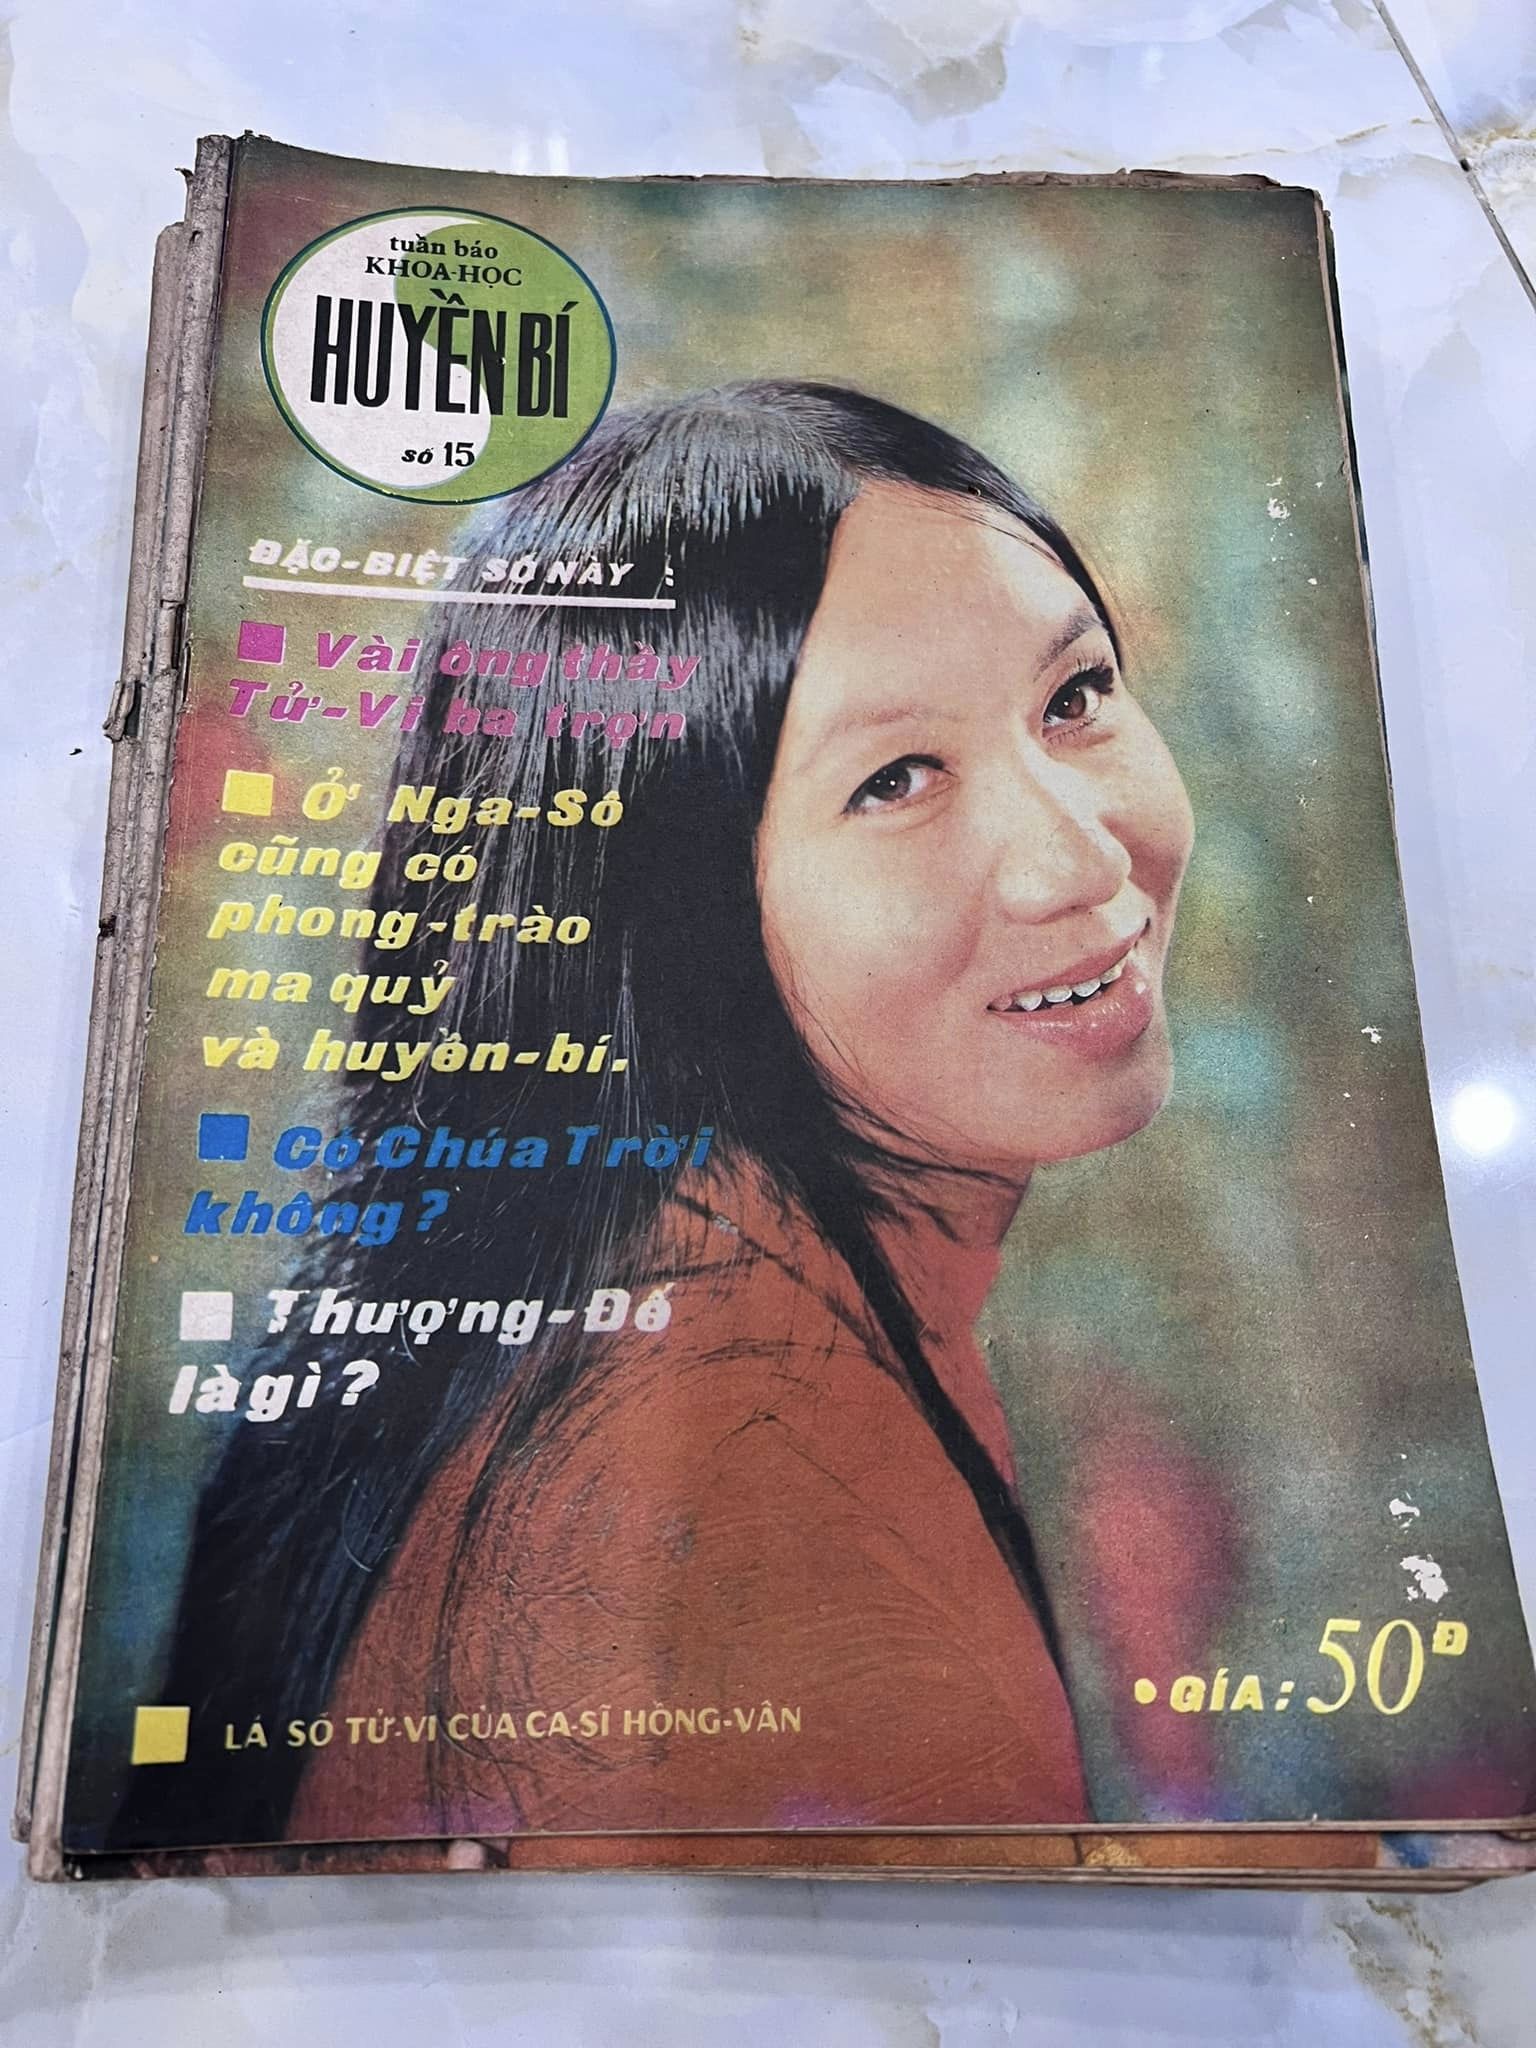 tuần báo
KHOA-HỌC
HUYỀN BÍ
số 15
ĐẶC-BIỆT SỐ NÀY :
Vài ông thầy
Tử-Vi ba trợn
Ở Nga-Sô
cũng có
phong-trào
ma quỷ
và huyền-bí.
Có Chúa Trời
không?
Thượng-Đế
là gì?
LÁ SỐ TỬ-VI CỦA CA-SĨ HỒNG-VÂN
• GÍA: 50Đ